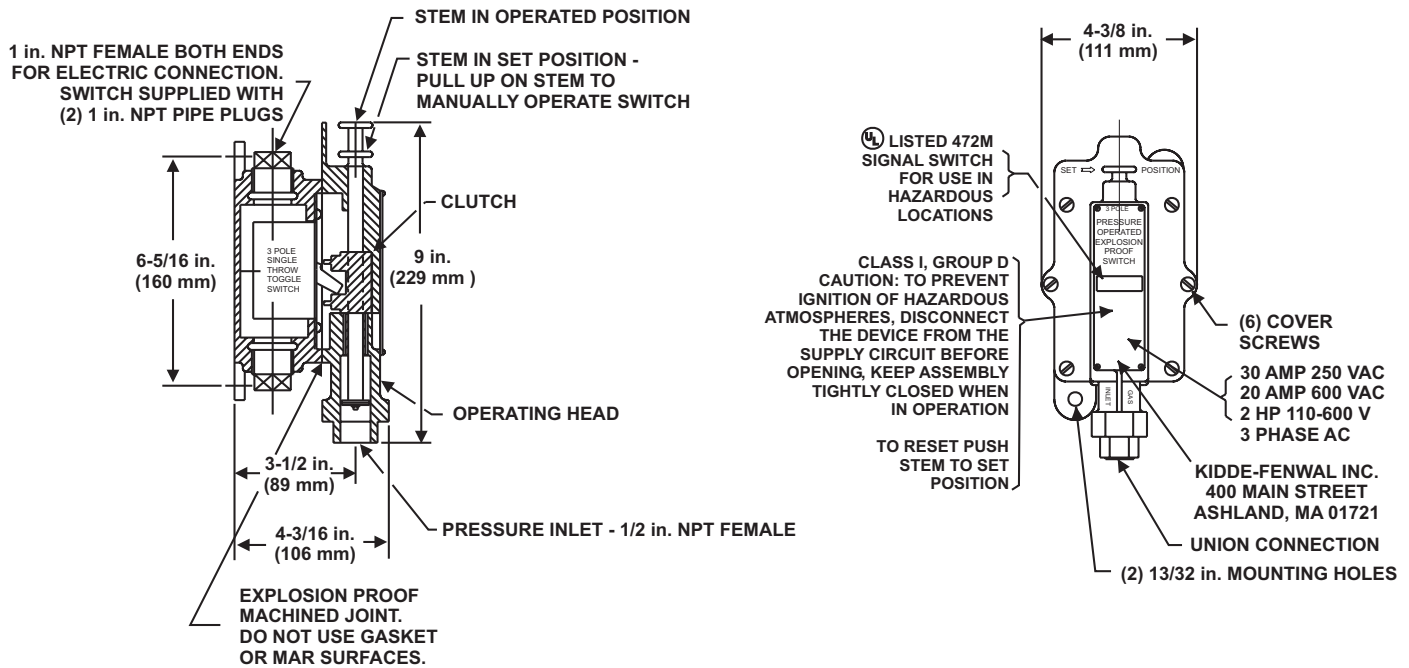 STEM IN OPERATED POSITION
1 in. NPT FEMALE BOTH ENDS
FOR ELECTRIC CONNECTION.
SWITCH SUPPLIED WITH
(2) 1 in. NPT PIPE PLUGS
STEM IN SET POSITION -
PULL UP ON STEM TO
MANUALLY OPERATE SWITCH
CLUTCH
6-5/16 in.
(160 mm)
3 POLE
SINGLE
THROW
TOGGLE
SWITCH
9 in.
(229 mm )
OPERATING HEAD
3-1/2 in.
(89 mm)
4-3/16 in.
(106 mm)
PRESSURE INLET - 1/2 in. NPT FEMALE
EXPLOSION PROOF
MACHINED JOINT.
DO NOT USE GASKET
OR MAR SURFACES.
4-3/8 in.
(111 mm)
UL LISTED 472M
SIGNAL SWITCH
FOR USE IN
HAZARDOUS
LOCATIONS
CLASS I, GROUP D
CAUTION: TO PREVENT
IGNITION OF HAZARDOUS
ATMOSPHERES, DISCONNECT
THE DEVICE FROM THE
SUPPLY CIRCUIT BEFORE
OPENING, KEEP ASSEMBLY
TIGHTLY CLOSED WHEN
IN OPERATION
TO RESET PUSH
STEM TO SET
POSITION
SET ⇨ POSITION
3 POLE
PRESSURE
OPERATED
EXPLOSION
PROOF
SWITCH
INLET
GAS
(6) COVER
SCREWS
30 AMP 250 VAC
20 AMP 600 VAC
2 HP 110-600 V
3 PHASE AC
KIDDE-FENWAL INC.
400 MAIN STREET
ASHLAND, MA 01721
UNION CONNECTION
(2) 13/32 in. MOUNTING HOLES